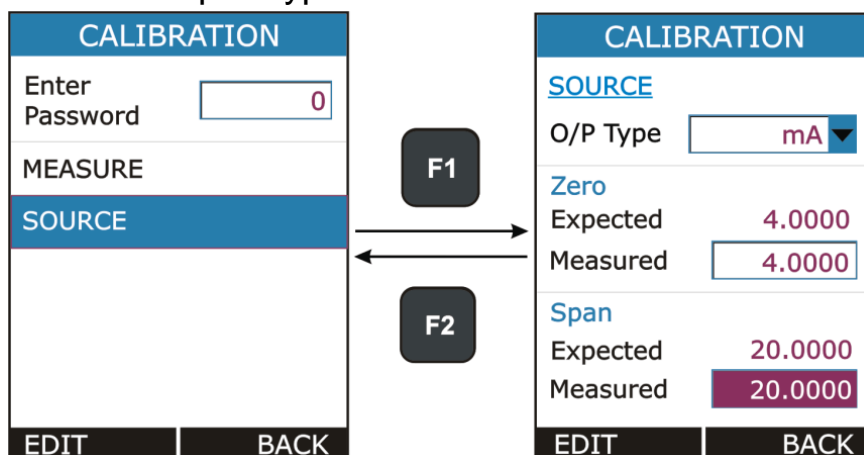 CALIBRATION
Enter
Password
0
MEASURE
SOURCE
EDIT BACK
F1
F2
CALIBRATION
SOURCE
O/P Type mA
Zero
Expected 4.0000
Measured 4.0000
Span
Expected 20.0000
Measured 20.0000
EDIT BACK